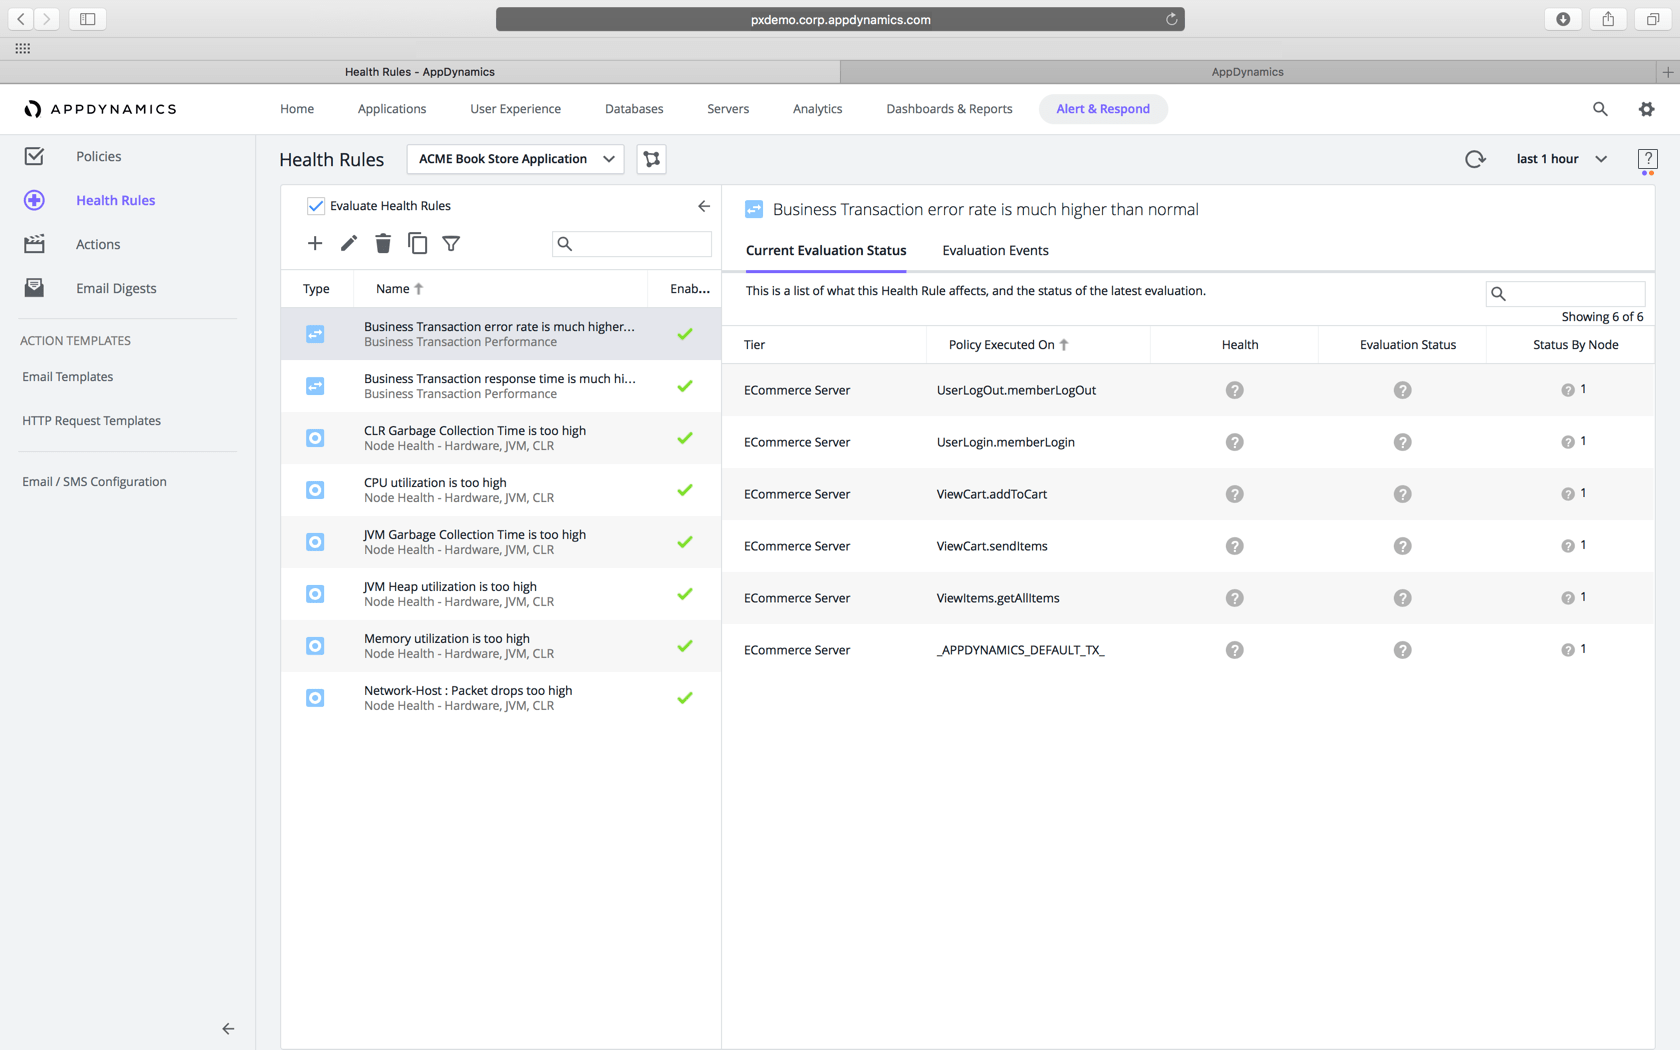 pxdemo.corp.appdynamics.com
Health Rules - AppDynamics
AppDynamics
APPDYNAMICS
Home
Applications
User Experience
Databases
Servers
Analytics
Dashboards & Reports
Alert & Respond
Policies
Health Rules
Actions
Email Digests
ACTION TEMPLATES
Email Templates
HTTP Request Templates
Email / SMS Configuration
Health Rules
ACME Book Store Application
last 1 hour
?
Evaluate Health Rules
Type
Name
Enab...
Business Transaction error rate is much higher...
Business Transaction Performance
Business Transaction response time is much hi...
Business Transaction Performance
CLR Garbage Collection Time is too high
Node Health - Hardware, JVM, CLR
CPU utilization is too high
Node Health - Hardware, JVM, CLR
JVM Garbage Collection Time is too high
Node Health - Hardware, JVM, CLR
JVM Heap utilization is too high
Node Health - Hardware, JVM, CLR
Memory utilization is too high
Node Health - Hardware, JVM, CLR
Network-Host : Packet drops too high
Node Health - Hardware, JVM, CLR
Business Transaction error rate is much higher than normal
Current Evaluation Status
Evaluation Events
This is a list of what this Health Rule affects, and the status of the latest evaluation.
Showing 6 of 6
Tier Policy Executed On Health Evaluation Status Status By Node
ECommerce Server UserLogOut.memberLogOut ? ? ? 1
ECommerce Server UserLogin.memberLogin ? ? ? 1
ECommerce Server ViewCart.addToCart ? ? ? 1
ECommerce Server ViewCart.sendItems ? ? ? 1
ECommerce Server ViewItems.getAllItems ? ? ? 1
ECommerce Server _APPDYNAMICS_DEFAULT_TX_ ? ? ? 1